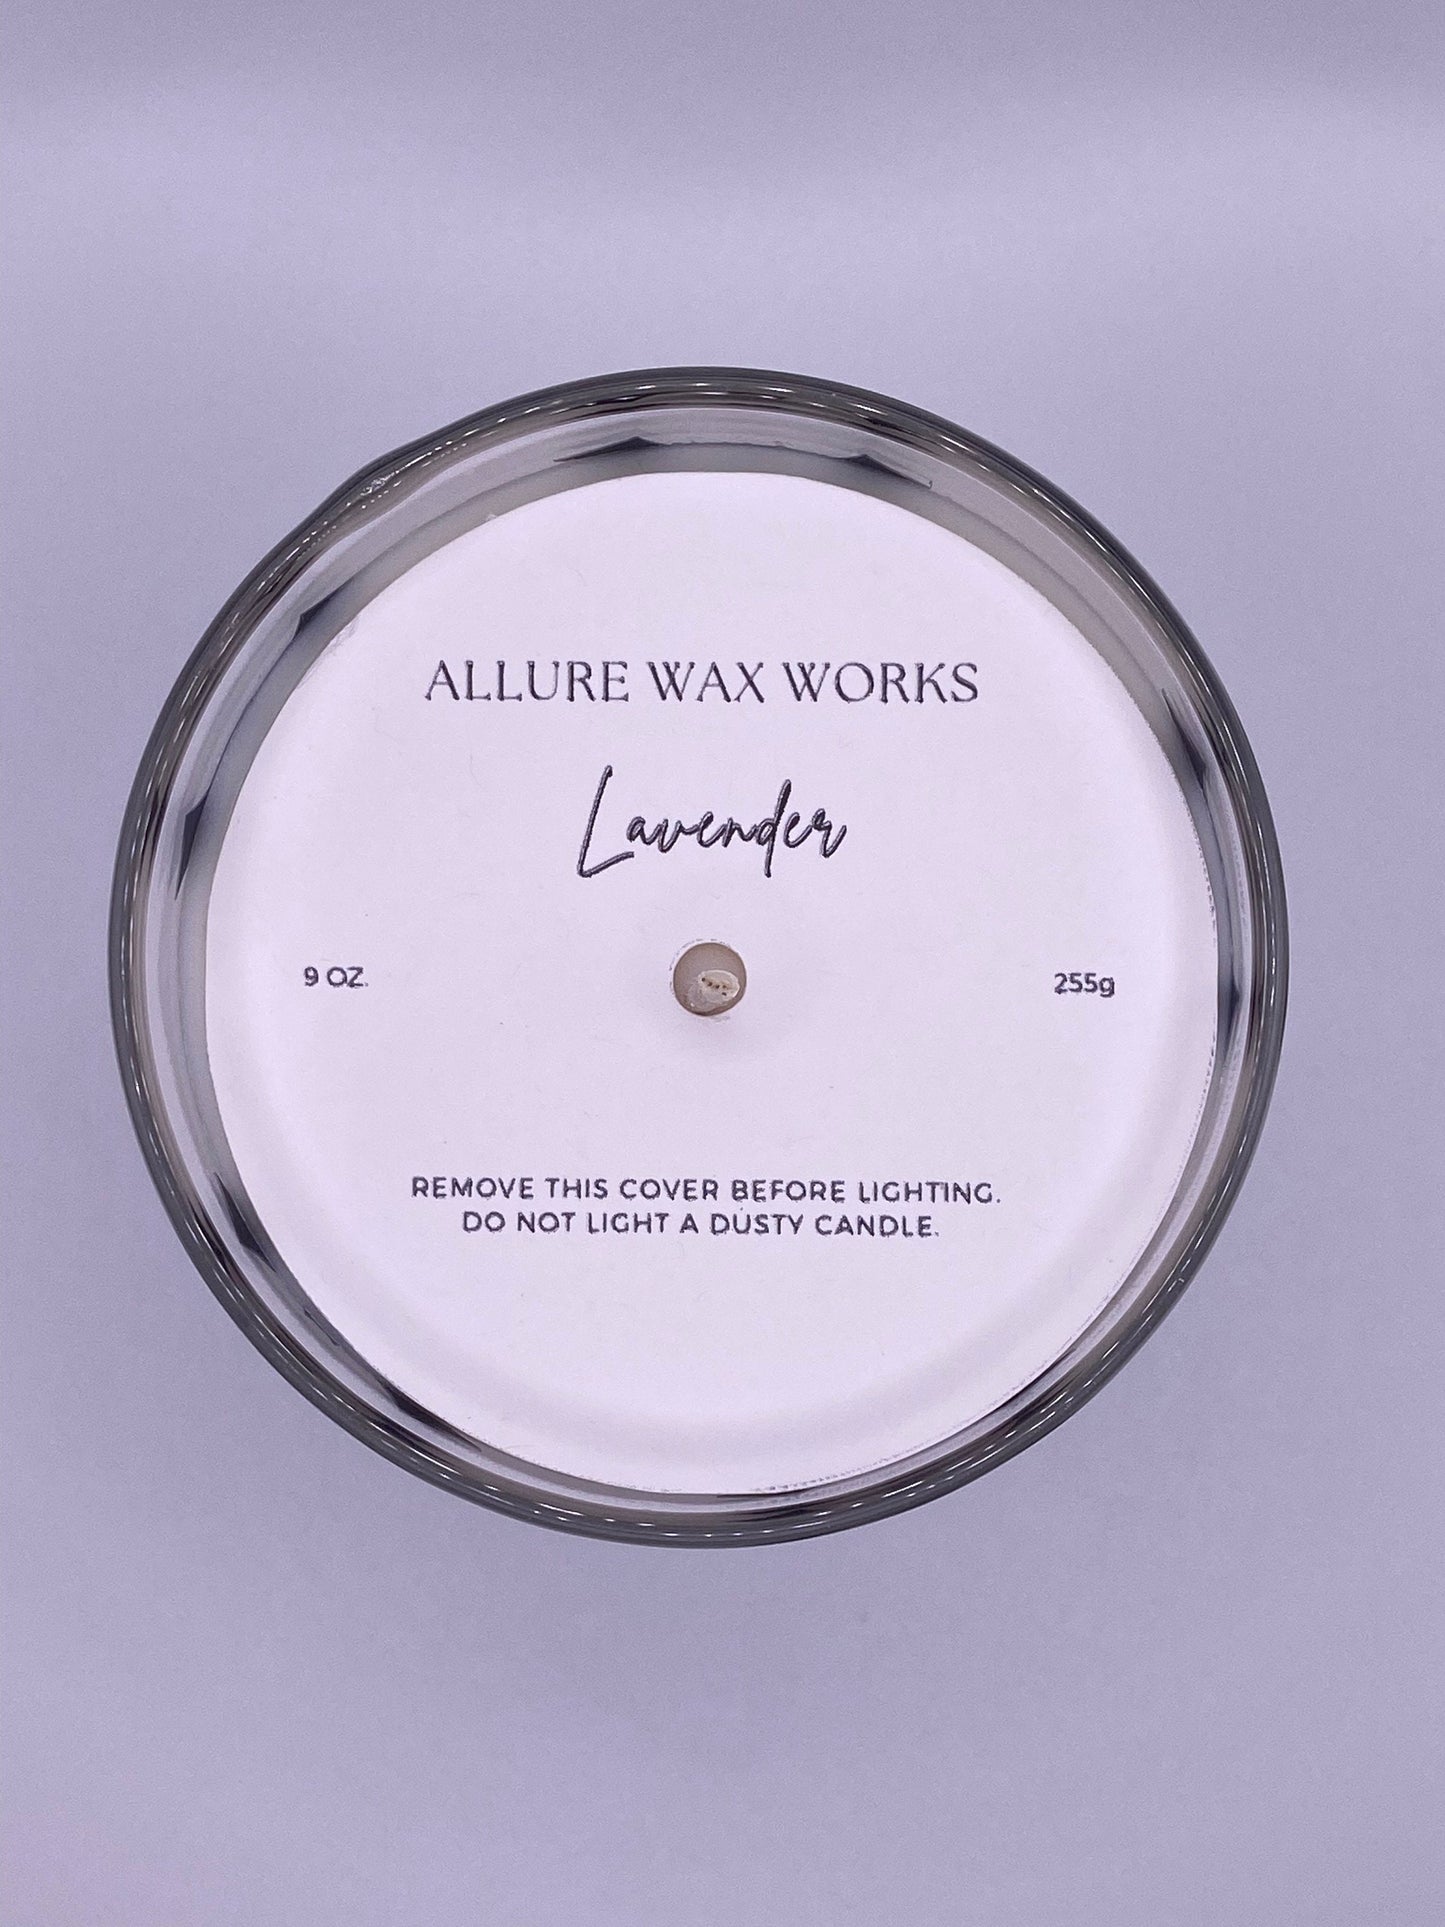 ALLURE WAX WORKS
Lavender
9 OZ.
255g
REMOVE THIS COVER BEFORE LIGHTING.
DO NOT LIGHT A DUSTY CANDLE.